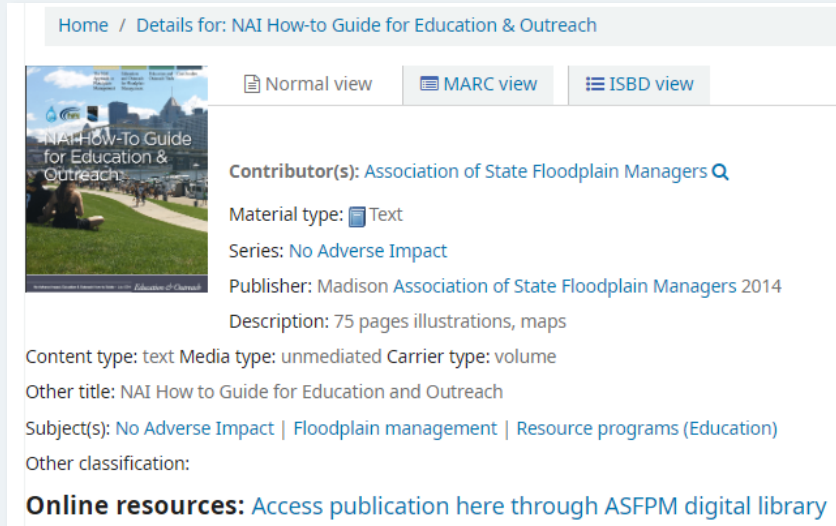 Home / Details for: NAI How-to Guide for Education & Outreach
Normal view
MARC view
ISBD view
NAI How-To Guide
for Education &
Outreach
Education & Outreach
Contributor(s): Association of State Floodplain Managers
Material type: Text
Series: No Adverse Impact
Publisher: Madison Association of State Floodplain Managers 2014
Description: 75 pages illustrations, maps
Content type: text Media type: unmediated Carrier type: volume
Other title: NAI How to Guide for Education and Outreach
Subject(s): No Adverse Impact | Floodplain management | Resource programs (Education)
Other classification:
Online resources: Access publication here through ASFPM digital library